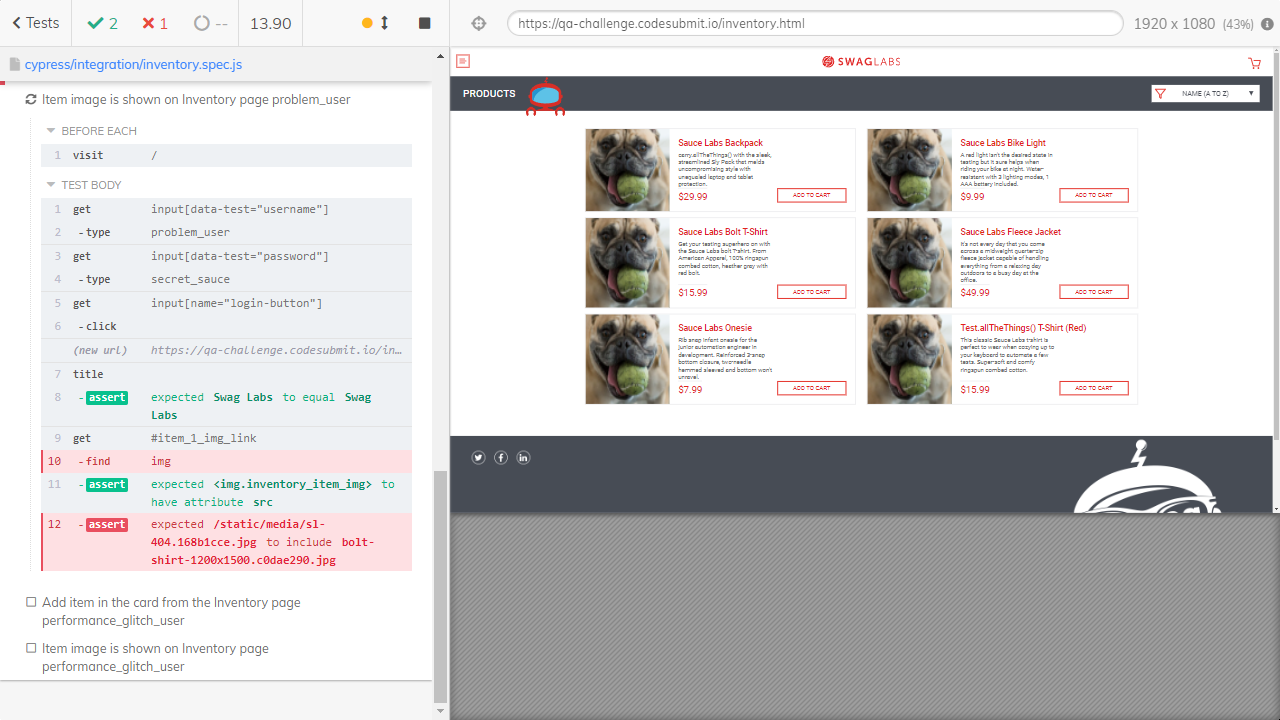 Tests
2
1
--
13.90
https://qa-challenge.codesubmit.io/inventory.html
1920 x 1080 (43%)
cypress/integration/inventory.spec.js
Item image is shown on Inventory page problem_user
BEFORE EACH
1 visit /
TEST BODY
1 get input[data-test="username"]
2 -type problem_user
3 get input[data-test="password"]
4 -type secret_sauce
5 get input[name="login-button"]
6 -click
(new url) https://qa-challenge.codesubmit.io/in…
7 title
8 -assert expected Swag Labs to equal Swag
Labs
9 get #item_1_img_link
10 -find img
11 -assert expected <img.inventory_item_img> to
have attribute src
12 -assert expected /static/media/sl-
404.168b1cce.jpg to include bolt-
shirt-1200x1500.c0dae290.jpg
Add item in the card from the Inventory page
performance_glitch_user
Item image is shown on Inventory page
performance_glitch_user
SWAGLABS
PRODUCTS
NAME (A TO Z)
Sauce Labs Backpack
carry.allTheThings() with the sleek,
streamlined Sly Pack that melds
uncompromising style with
unequaled laptop and tablet
protection.
$29.99
ADD TO CART
Sauce Labs Bike Light
A red light isn't the desired state in
testing but it sure helps when
riding your bike at night. Water-
resistant with 3 lighting modes, 1
AAA battery included.
$9.99
ADD TO CART
Sauce Labs Bolt T-Shirt
Get your testing superhero on with
the Sauce Labs bolt T-shirt. From
American Apparel, 100% ringspun
combed cotton, heather gray with
red bolt.
$15.99
ADD TO CART
Sauce Labs Fleece Jacket
It's not every day that you come
across a midweight quarter-zip
fleece jacket capable of handling
everything from a relaxing day
outdoors to a busy day at the
office.
$49.99
ADD TO CART
Sauce Labs Onesie
Rib snap infant onesie for the
junior automation engineer in
development. Reinforced 3-snap
bottom closure, two-needle
hemmed sleeved and bottom won't
unravel.
$7.99
ADD TO CART
Test.allTheThings() T-Shirt (Red)
This classic Sauce Labs t-shirt is
perfect to wear when cozying up to
your keyboard to automate a few
tests. Super-soft and comfy
ringspun combed cotton.
$15.99
ADD TO CART